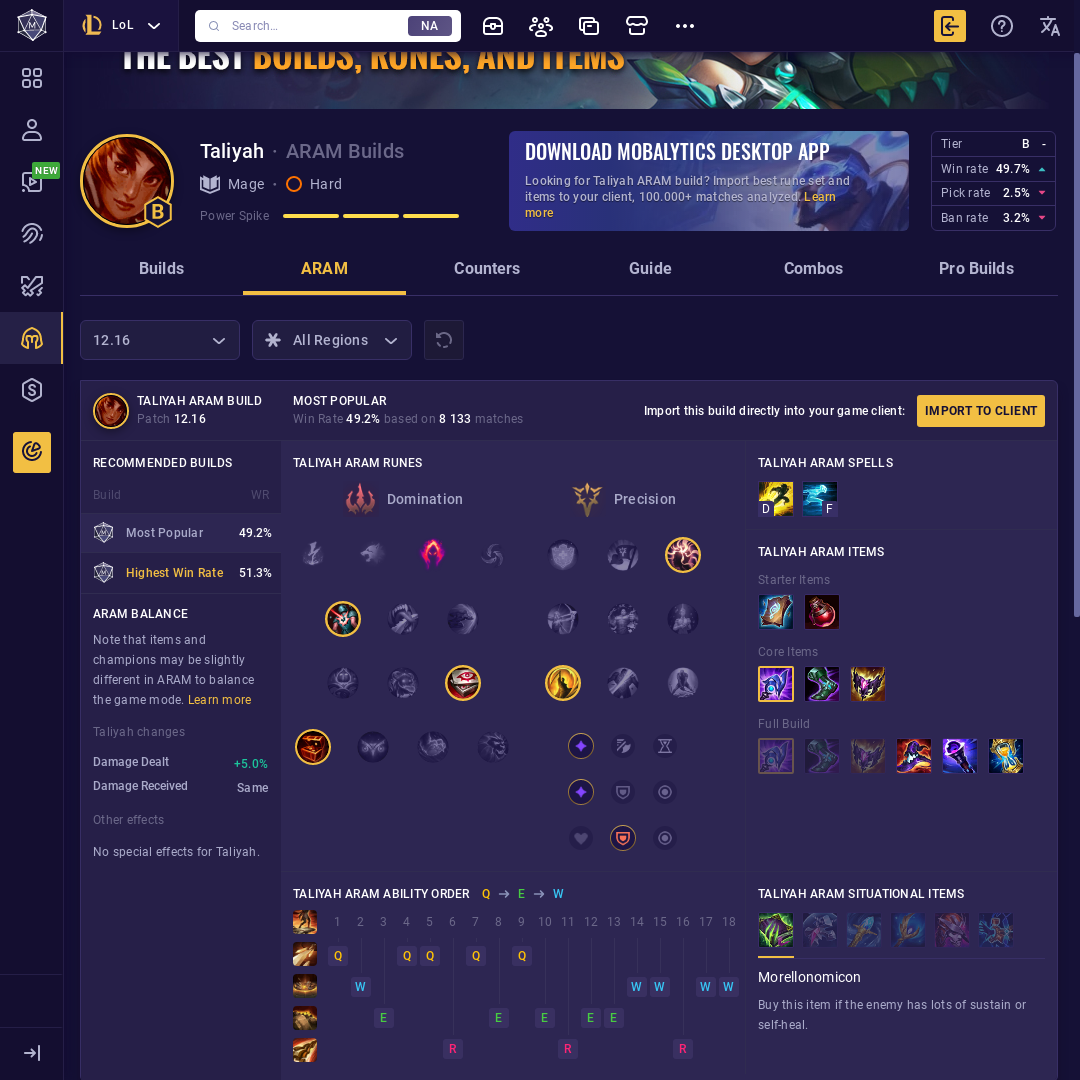 LoL
Search...
NA
THE BEST BUILDS, RUNES, AND ITEMS
NEW
Taliyah · ARAM Builds
Mage · Hard
Power Spike
B
DOWNLOAD MOBALYTICS DESKTOP APP
Looking for Taliyah ARAM build? Import best rune set and
items to your client, 100.000+ matches analyzed. Learn
more
Tier B -
Win rate 49.7%
Pick rate 2.5%
Ban rate 3.2%
Builds
ARAM
Counters
Guide
Combos
Pro Builds
12.16
All Regions
TALIYAH ARAM BUILD
Patch 12.16
MOST POPULAR
Win Rate 49.2% based on 8 133 matches
Import this build directly into your game client:
IMPORT TO CLIENT
RECOMMENDED BUILDS
Build WR
Most Popular 49.2%
Highest Win Rate 51.3%
ARAM BALANCE
Note that items and
champions may be slightly
different in ARAM to balance
the game mode. Learn more
Taliyah changes
Damage Dealt +5.0%
Damage Received Same
Other effects
No special effects for Taliyah.
TALIYAH ARAM RUNES
Domination
Precision
TALIYAH ARAM SPELLS
D
F
TALIYAH ARAM ITEMS
Starter Items
Core Items
Full Build
TALIYAH ARAM ABILITY ORDER Q E W
1 2 3 4 5 6 7 8 9 10 11 12 13 14 15 16 17 18
Q Q Q Q Q
W W W W W
E E E E E
R R R
TALIYAH ARAM SITUATIONAL ITEMS
Morellonomicon
Buy this item if the enemy has lots of sustain or
self-heal.